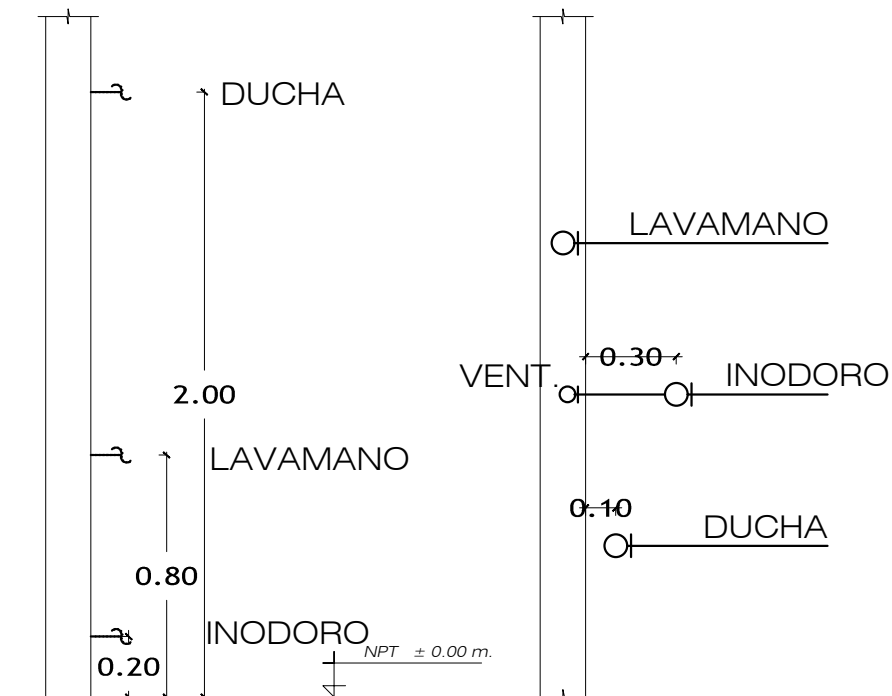 DUCHA
2.00
LAVAMANO
0.80
INODORO
0.20
NPT ± 0.00 m.
LAVAMANO
0.30
VENT.
INODORO
0.10
DUCHA